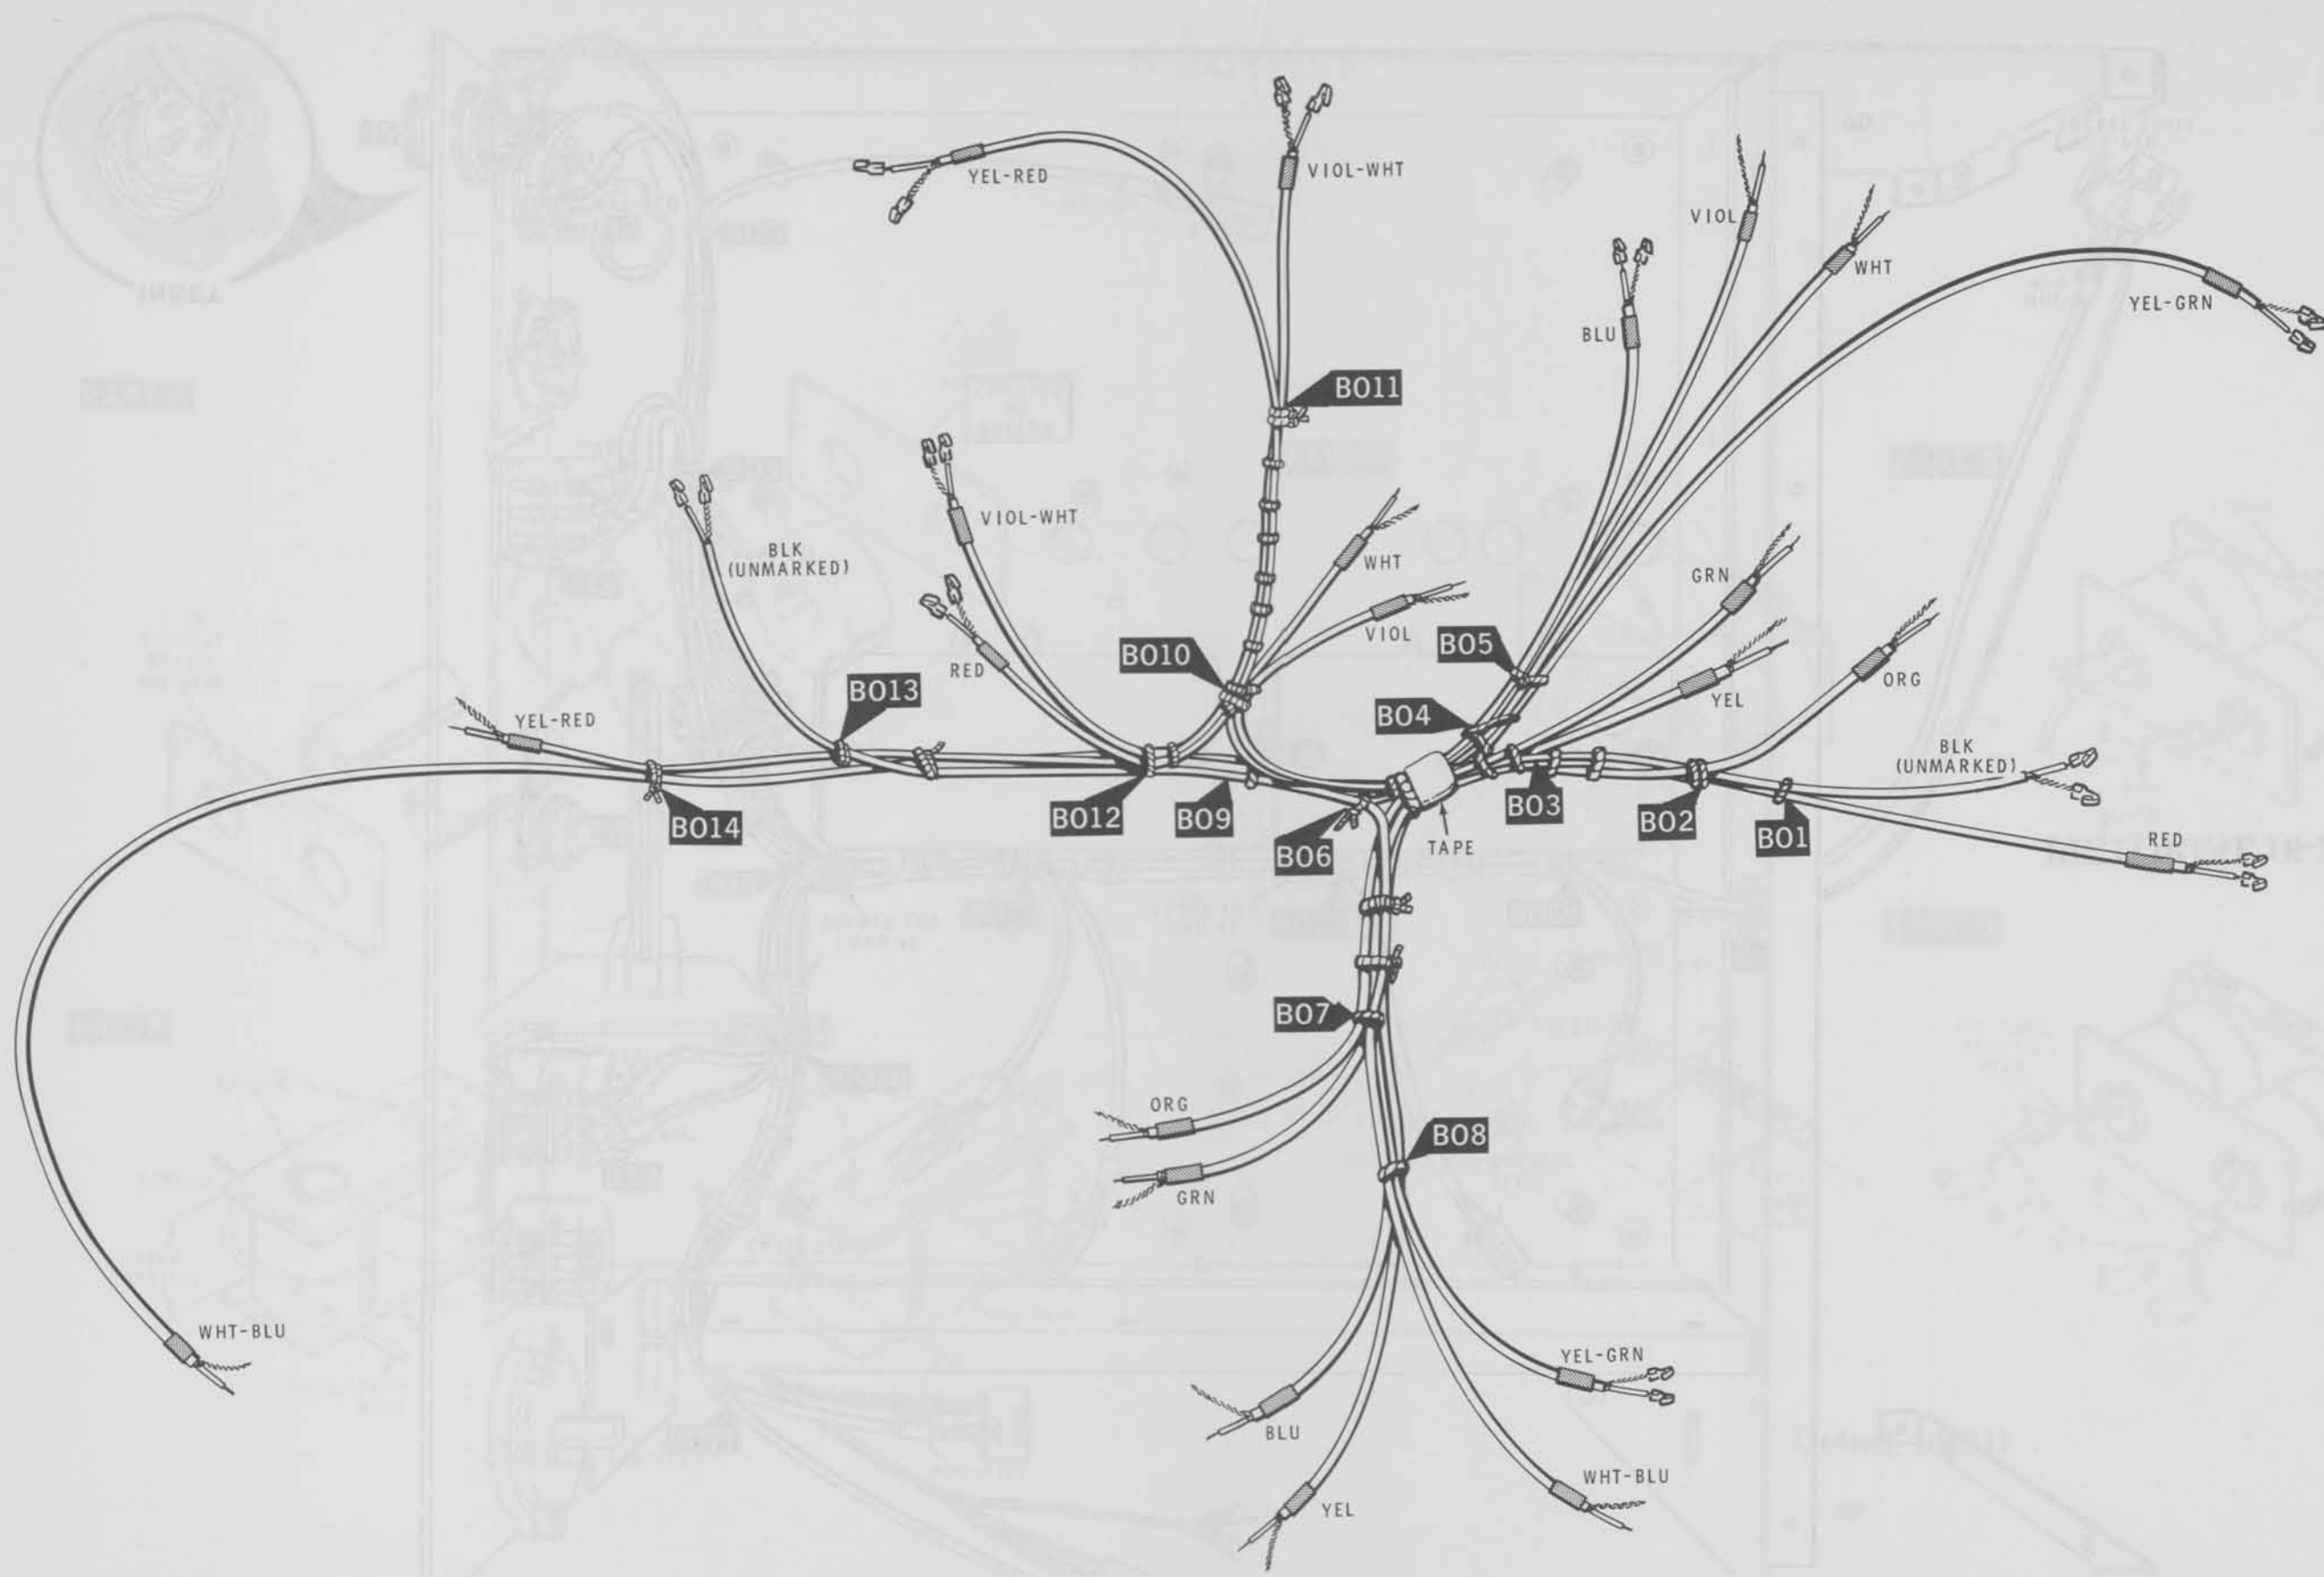 YEL-RED
VIOL-WHT
VIOL
WHT
BLU
YEL-GRN
INSET
BO11
VIOL-WHT
BLK
(UNMARKED)
WHT
GRN
VIOL
RED
BO10
BO5
YEL
ORG
BO13
BO4
YEL-RED
BLK
(UNMARKED)
BO14
BO12
BO9
BO6
TAPE
BO3
BO2
BO1
RED
BO7
ORG
GRN
BO8
WHT-BLU
YEL-GRN
BLU
WHT-BLU
YEL